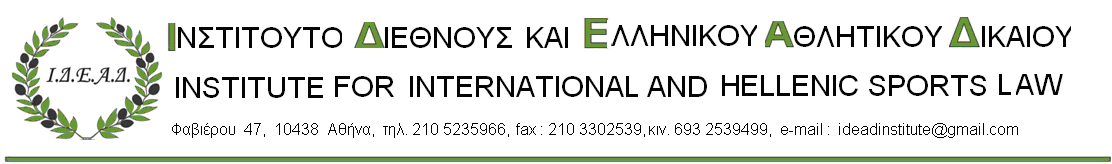 Ι.Δ.Ε.Α.Δ.
ΙΝΣΤΙΤΟΥΤΟ ΔΙΕΘΝΟΥΣ ΚΑΙ ΕΛΛΗΝΙΚΟΥ ΑΘΛΗΤΙΚΟΥ ΔΙΚΑΙΟΥ
INSTITUTE FOR INTERNATIONAL AND HELLENIC SPORTS LAW
Φαβιέρου 47, 10438 Αθήνα, τηλ. 210 5235966, fax : 210 3302539, κιν. 693 2539499, e-mail : ideadinstitute@gmail.com